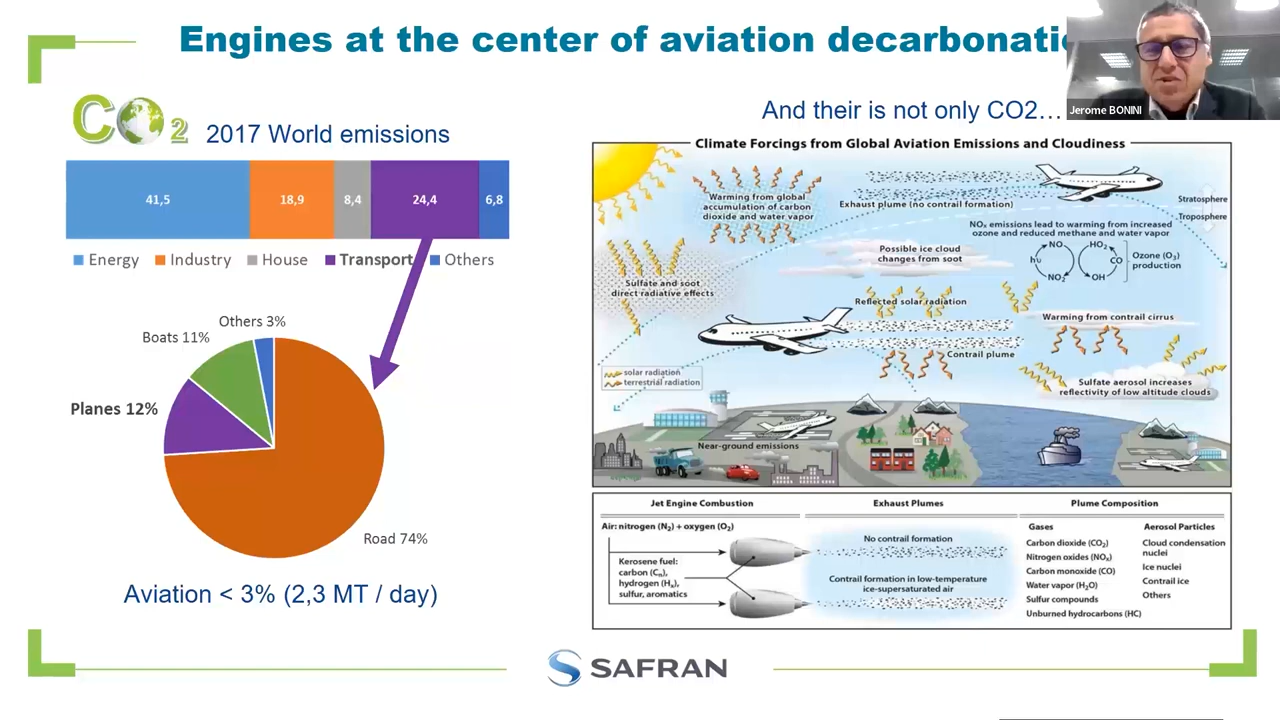 Engines at the center of aviation decarbonatio
Jerome BONINI
CO2
2017 World emissions
41,5
18,9
8,4
24,4
6,8
Energy
Industry
House
Transport
Others
Others 3%
Boats 11%
Planes 12%
Road 74%
Aviation < 3% (2,3 MT / day)
And their is not only CO2…
Climate Forcings from Global Aviation Emissions and Cloudiness
Warming from global
accumulation of carbon
dioxide and water vapor
Exhaust plume (no contrail formation)
Stratosphere
Troposphere
NOx emissions lead to warming from increased
ozone and reduced methane and water vapor
NO
HO2
hυ
CO
NO2
OH
Ozone (O3)
production
Possible ice cloud
changes from soot
Sulfate and soot
direct radiative effects
Reflected solar radiation
Warming from contrail cirrus
Contrail plume
solar radiation
terrestrial radiation
Sulfate aerosol increases
reflectivity of low altitude clouds
Near-ground emissions
Jet Engine Combustion
Air: nitrogen (N2) + oxygen (O2)
Kerosene fuel:
carbon (Cn),
hydrogen (Hx),
sulfur, aromatics
Exhaust Plumes
No contrail formation
Contrail formation in low-temperature
ice-supersaturated air
Plume Composition
Gases
Carbon dioxide (CO2)
Nitrogen oxides (NOx)
Carbon monoxide (CO)
Water vapor (H2O)
Sulfur compounds
Unburned hydrocarbons (HC)
Aerosol Particles
Cloud condensation
nuclei
Ice nuclei
Contrail ice
Others
SAFRAN